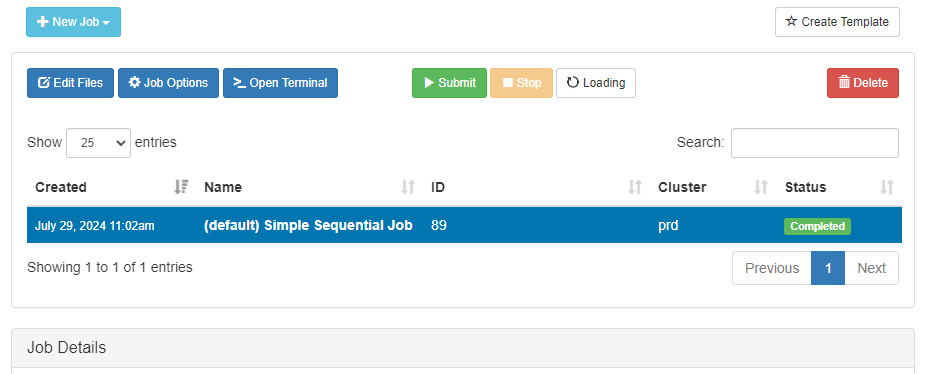 New Job Create Template
Edit Files Job Options Open Terminal Submit Stop Loading Delete
Show 25 entries Search:
Created Name ID Cluster Status
July 29, 2024 11:02am (default) Simple Sequential Job 89 prd Completed
Showing 1 to 1 of 1 entries Previous 1 Next
Job Details